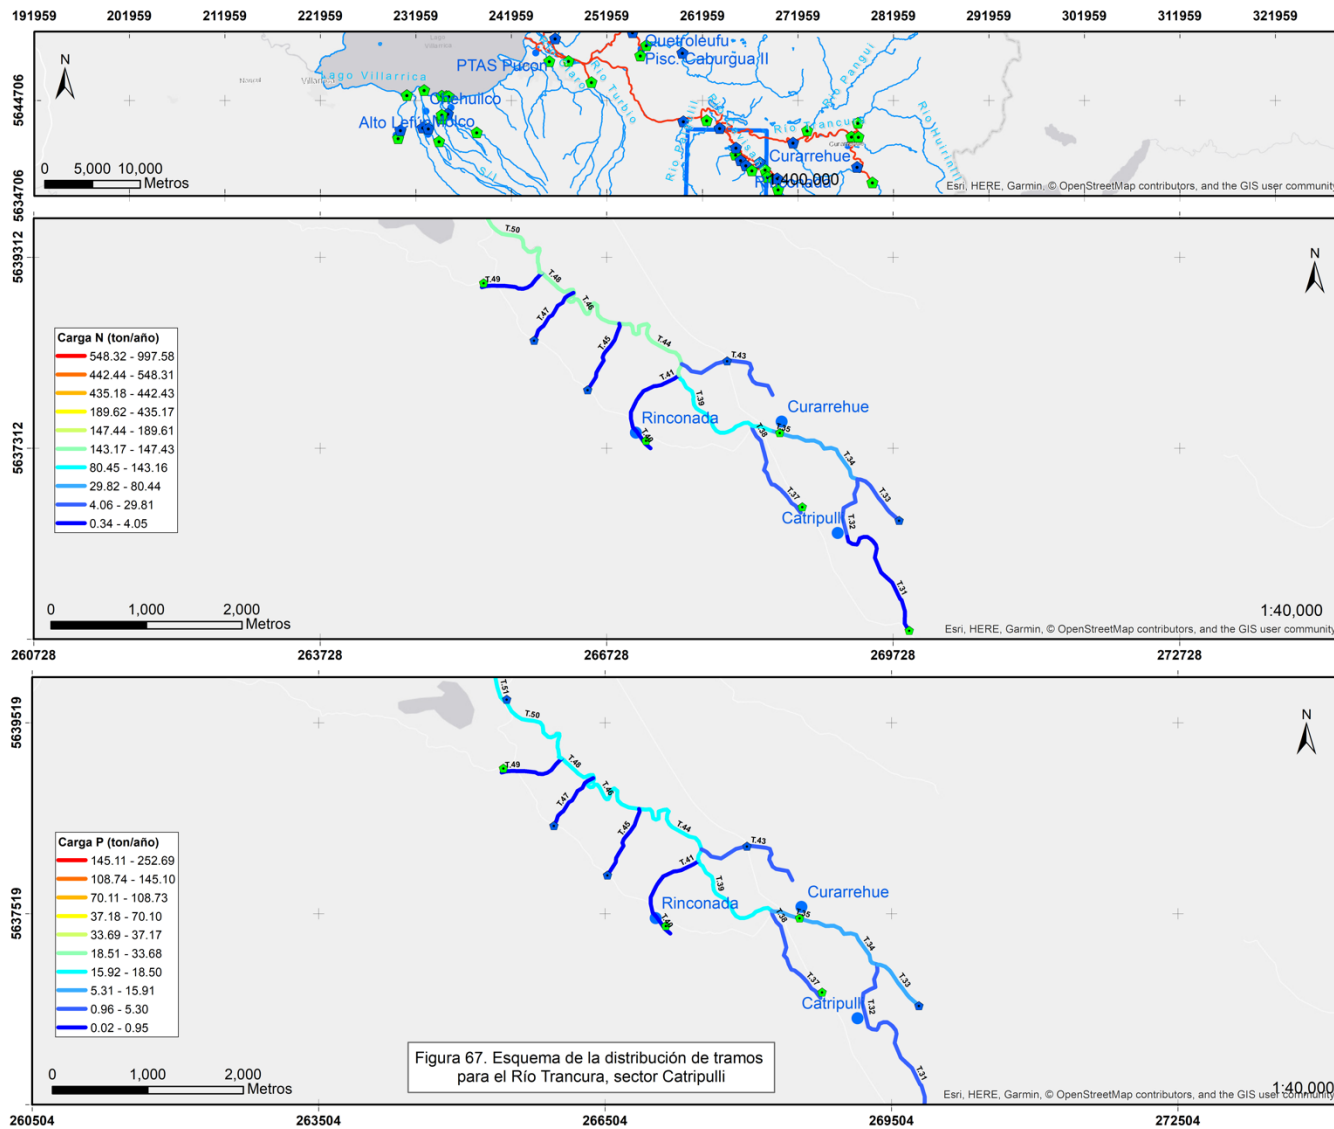 191959 201959 211959 221959 231959 241959 251959 261959 271959 281959 291959 301959 311959 321959
5644706
5634706
N
Lago Villarrica
PTAS Pucon
Quetroleufu
Pisc. Caburgua II
Río Turbio
Río Pangui
Río Trancura
Río Huirinlil
Chehuilco
Alto Lefún
Molco
Curarrehue
Rinconada
400,000
0 5,000 10,000
Metros
Esri, HERE, Garmin, © OpenStreetMap contributors, and the GIS user community
5639312
5637312
N
T.50
T.49
T.48
T.47
T.46
T.45
T.44
T.43
T.41
T.39
T.40
Rinconada
Curarrehue
T.35
T.38
T.34
T.37
T.33
T.32
Catripull
T.31
Carga N (ton/año)
548.32 - 997.58
442.44 - 548.31
435.18 - 442.43
189.62 - 435.17
147.44 - 189.61
143.17 - 147.43
80.45 - 143.16
29.82 - 80.44
4.06 - 29.81
0.34 - 4.05
0 1,000 2,000
Metros
1:40,000
Esri, HERE, Garmin, © OpenStreetMap contributors, and the GIS user community
260728 263728 266728 269728 272728
5639519
5637519
N
T.51
T.50
T.49
T.48
T.47
T.46
T.45
T.44
T.43
T.41
T.39
T.40
Rinconada
Curarrehue
T.35
T.38
T.34
T.37
T.33
T.32
Catripull
T.31
Carga P (ton/año)
145.11 - 252.69
108.74 - 145.10
70.11 - 108.73
37.18 - 70.10
33.69 - 37.17
18.51 - 33.68
15.92 - 18.50
5.31 - 15.91
0.96 - 5.30
0.02 - 0.95
0 1,000 2,000
Metros
Figura 67. Esquema de la distribución de tramos
para el Río Trancura, sector Catripulli
1:40,000
Esri, HERE, Garmin, © OpenStreetMap contributors, and the GIS user community
260504 263504 266504 269504 272504